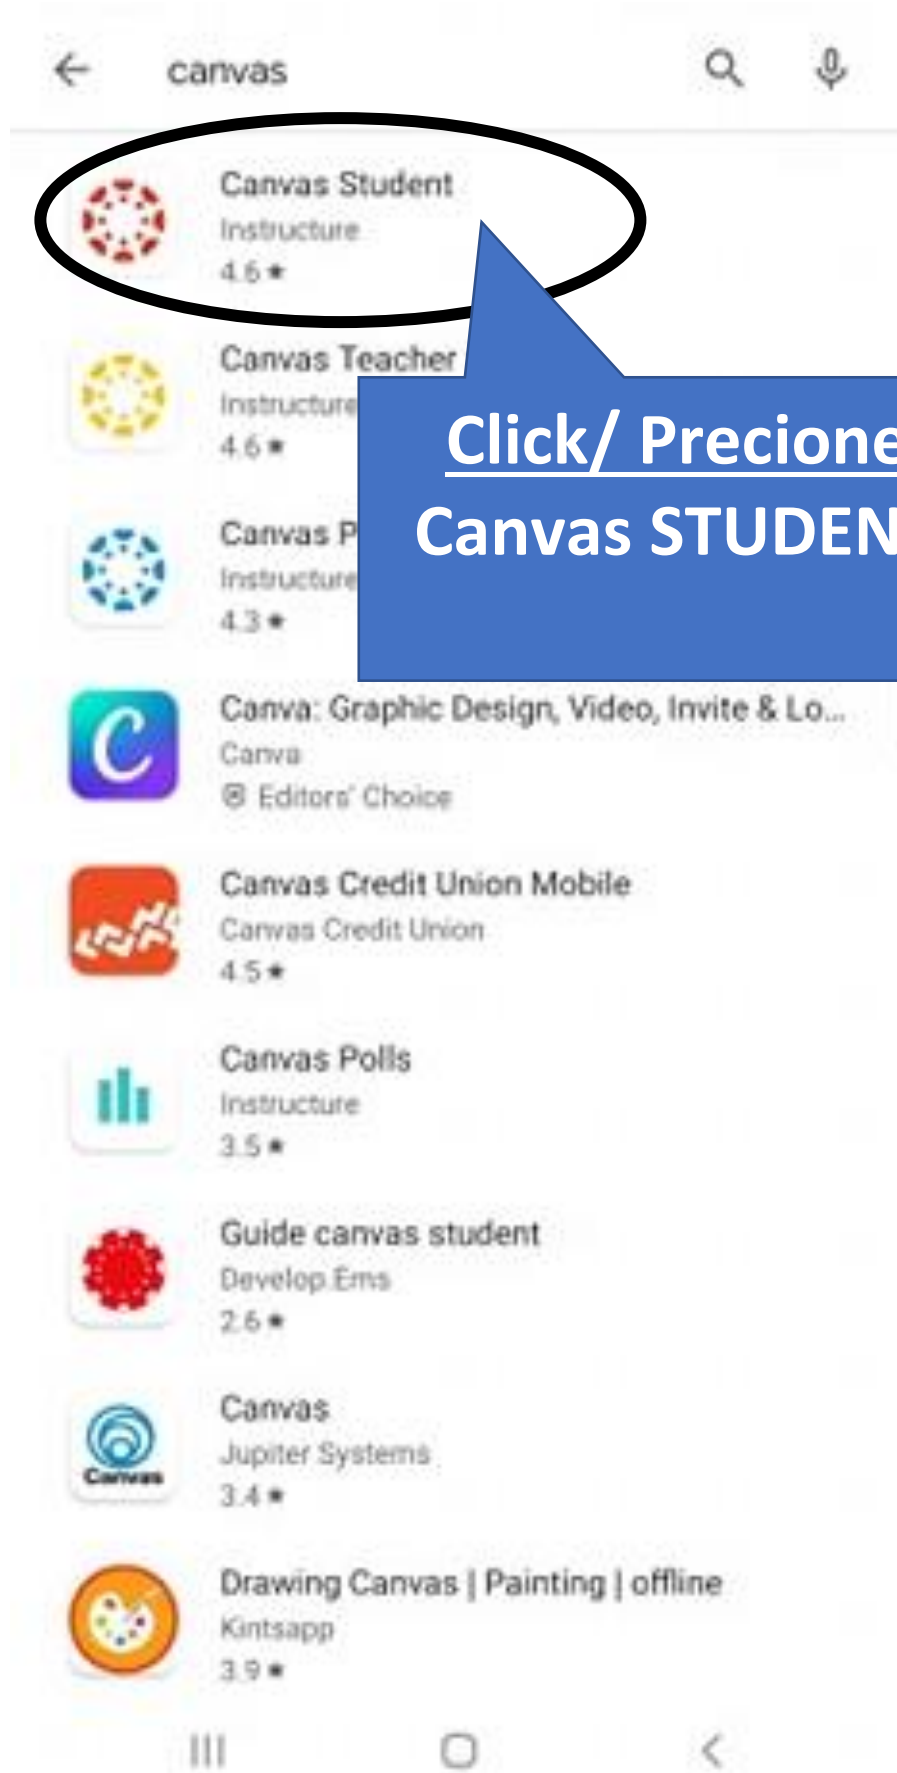 canvas
Canvas Student
Instructure
4.6★
Canvas Teacher
Instructure
4.6★
Click/ Precione
Canvas STUDEN
Canvas P
Instructure
4.3★
Canva: Graphic Design, Video, Invite & Lo...
Canva
Editors' Choice
Canvas Credit Union Mobile
Canvas Credit Union
4.5★
Canvas Polls
Instructure
3.5★
Guide canvas student
Develop.Ems
2.6★
Canvas
Canvas
Jupiter Systems
3.4★
Drawing Canvas | Painting | offline
Kintsapp
3.9★